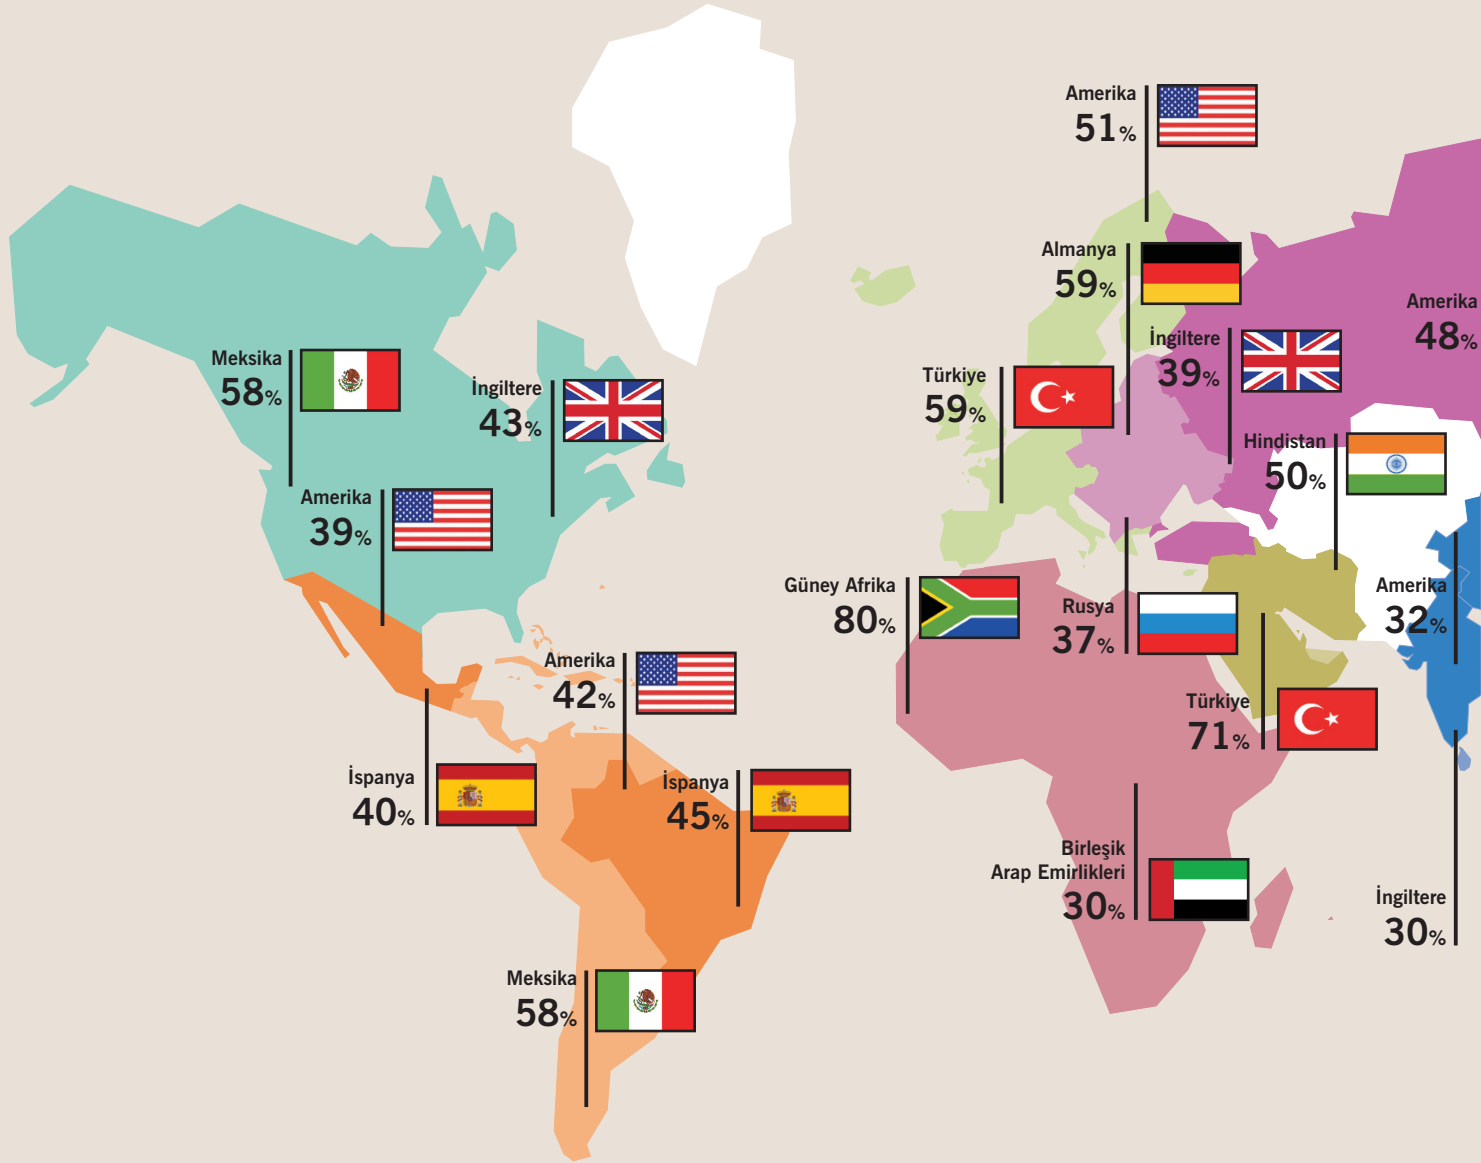 Amerika
51%
Almanya
59%
Amerika
48%
İngiltere
39%
Meksika
58%
Türkiye
59%
İngiltere
43%
Hindistan
50%
Amerika
39%
Güney Afrika
80%
Amerika
32%
Rusya
37%
Amerika
42%
Türkiye
71%
İspanya
40%
İspanya
45%
Birleşik
Arap Emirlikleri
30%
İngiltere
30%
Meksika
58%